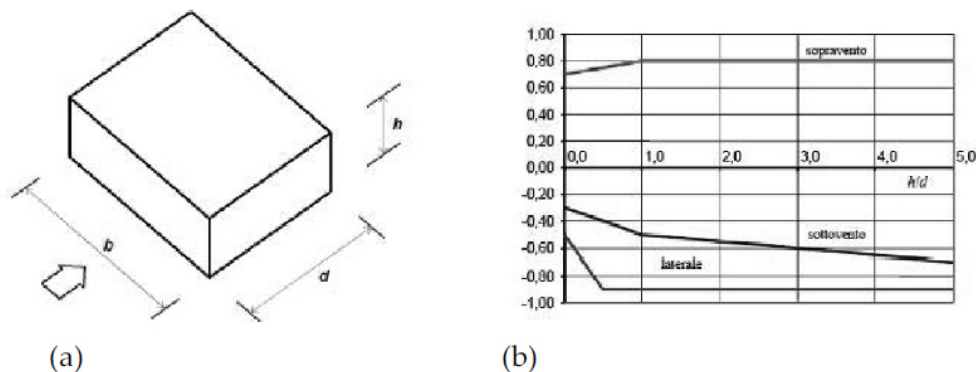 h
b
d
(a)
1,00
0,80
0,60
0,40
0,20
0,00
-0,20
-0,40
-0,60
-0,80
-1,00
sopravento
0,0 1,0 2,0 3,0 4,0 5,0
h/d
sottovento
laterale
(b)